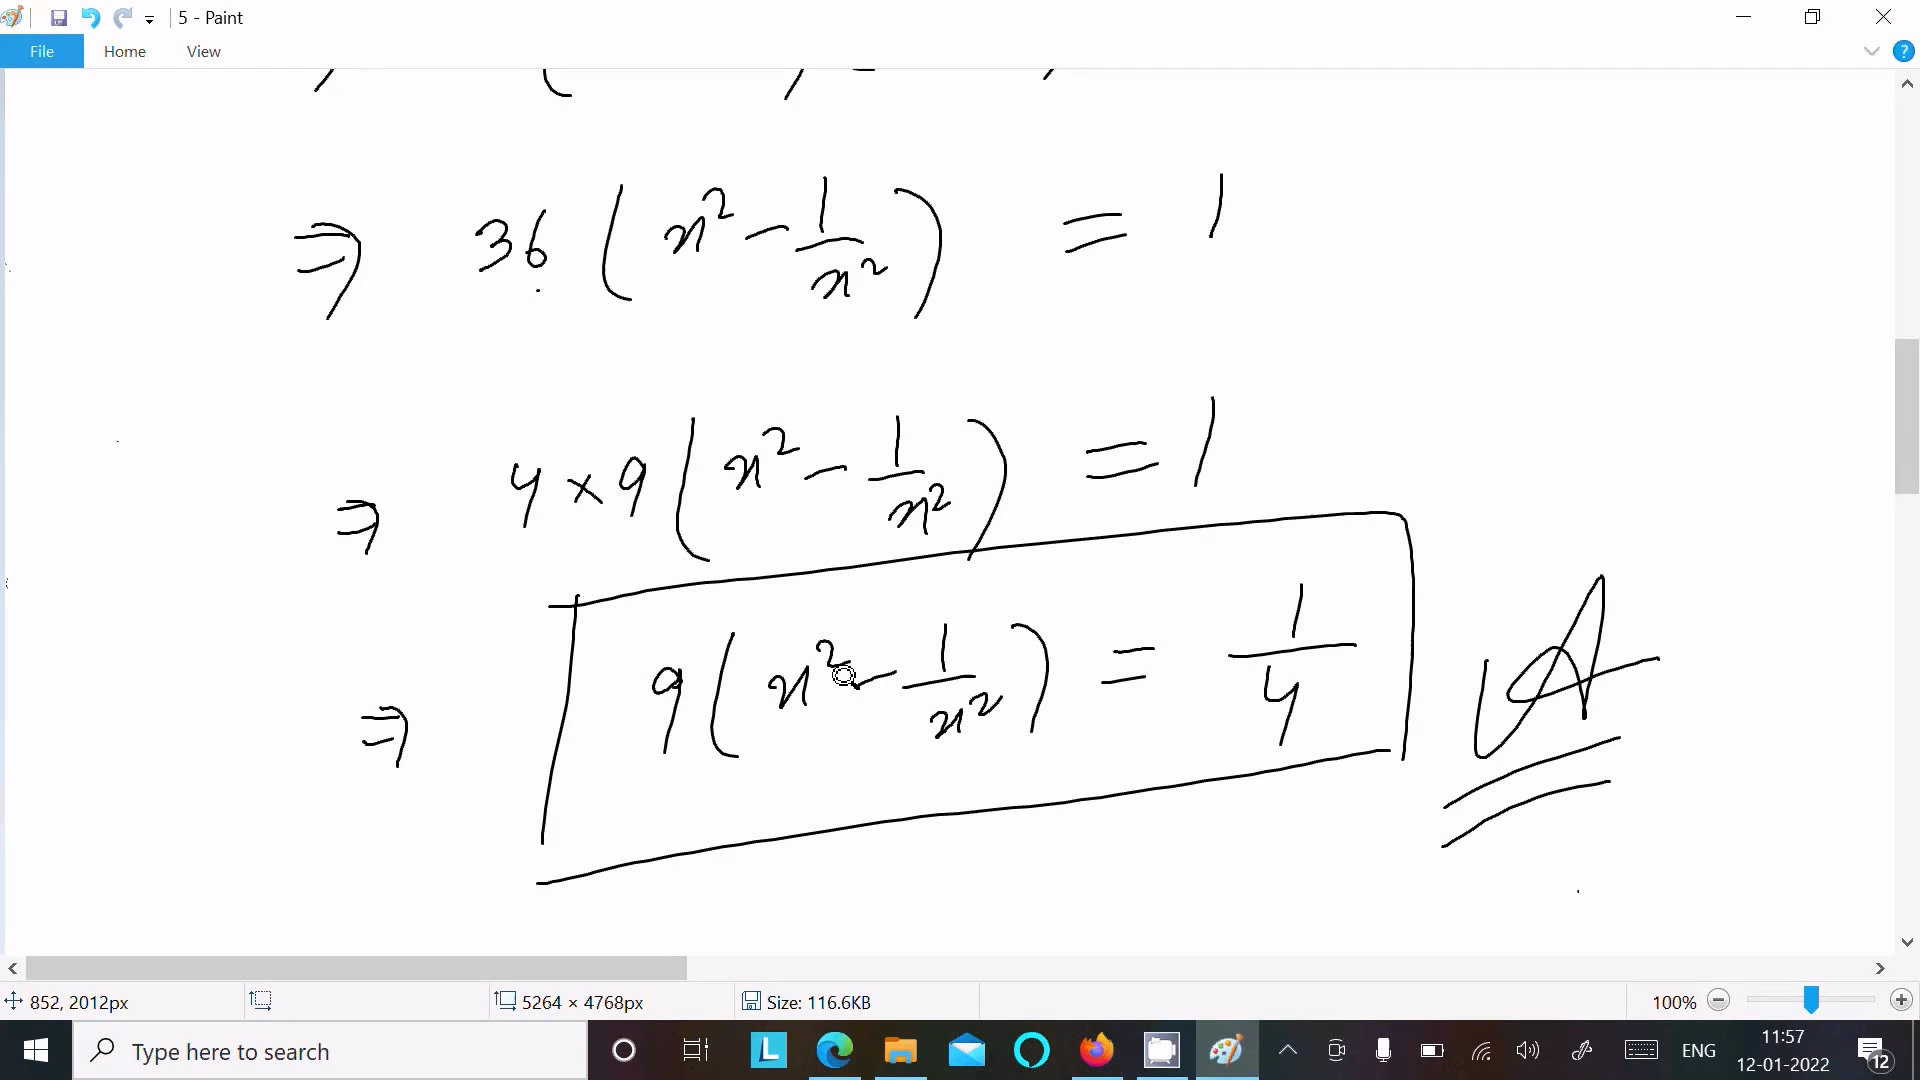 5 - Paint
File Home View
⇒ 36 ( x² - 1/x² ) = 1
⇒ 4 × 9 ( x² - 1/x² ) = 1
⇒ 9 ( x² - 1/x² ) = 1/4
852, 2012px 5264 × 4768px Size: 116.6KB 100%
Type here to search
L ENG 11:57
12-01-2022 12